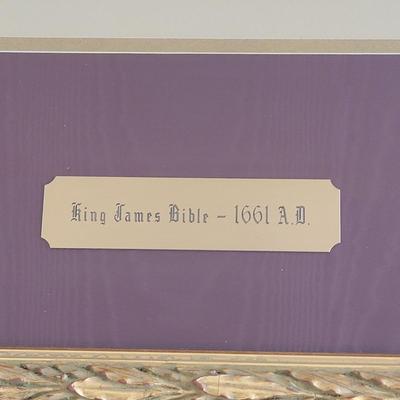 King James Bible – 1661 A.D.